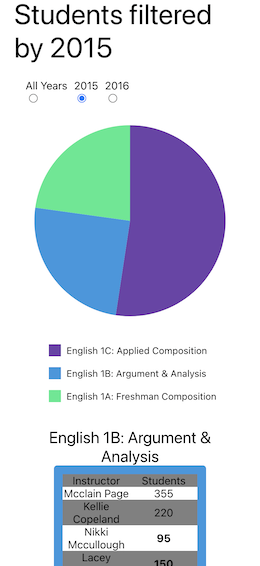 Students filtered
by 2015
All Years 2015 2016
English 1C: Applied Composition
English 1B: Argument & Analysis
English 1A: Freshman Composition
English 1B: Argument &
Analysis
Instructor Students
Mcclain Page 355
Kellie
Copeland 220
Nikki
Mccullough 95
Lacey 150